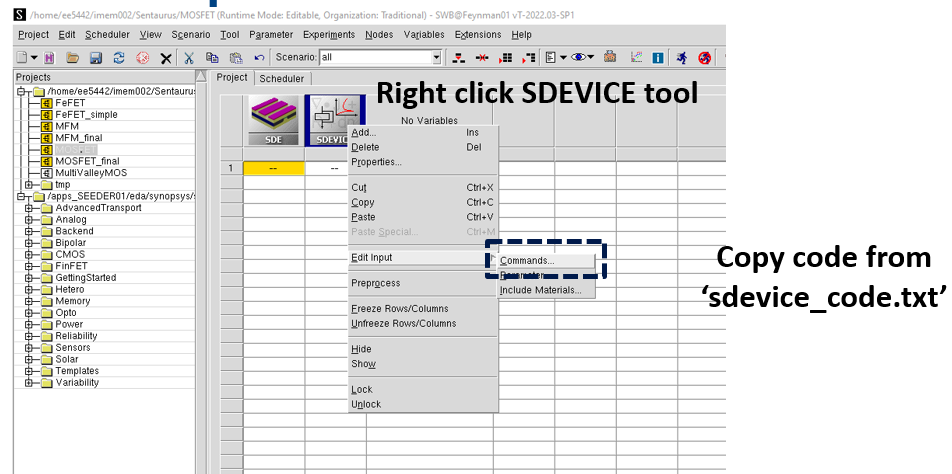 /home/ee5442/imem002/Sentaurus/MOSFET (Runtime Mode: Editable, Organization: Traditional) - SWB@Feynman01 vT-2022.03-SP1
Project Edit Scheduler View Scenario Tool Parameter Experiments Nodes Variables Extensions Help
Scenario: all
Projects
Project Scheduler
/home/ee5442/imem002/Sentauru
FeFET
FeFET_simple
MFM
MFM_final
MOSFET
MOSFET_final
MultiValleyMOS
tmp
/apps_SEEDER01/eda/synopsys/
AdvancedTransport
Analog
Backend
Bipolar
CMOS
FinFET
GettingStarted
Hetero
Memory
Opto
Power
Reliability
Sensors
Solar
Templates
Variability
Right click SDEVICE tool
No Variables
SDE
SDEVIC
1 -- --
Add... Ins
Delete Del
Properties...
Cut Ctrl+X
Copy Ctrl+C
Paste Ctrl+V
Paste Special... Ctrl+M
Edit Input
Preprocess
Freeze Rows/Columns
Unfreeze Rows/Columns
Hide
Show
Lock
Unlock
Commands...
Parameter...
Include Materials...
Copy code from
‘sdevice_code.txt’